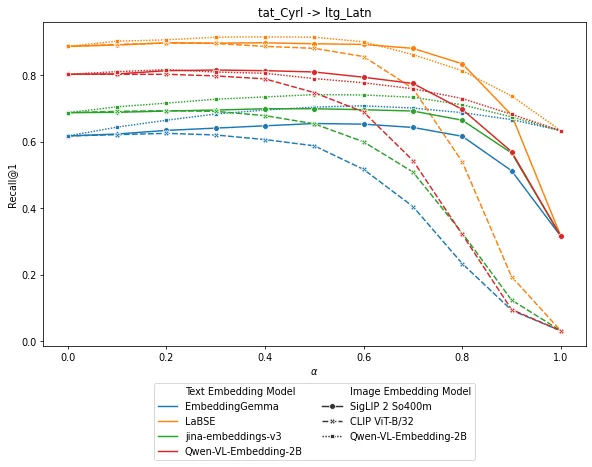 tat_Cyrl -> ltg_Latn
Recall@1
0.8
0.6
0.4
0.2
0.0
0.0 0.2 0.4 0.6 0.8 1.0
α
Text Embedding Model Image Embedding Model
EmbeddingGemma SigLIP 2 So400m
LaBSE CLIP ViT-B/32
jina-embeddings-v3 Qwen-VL-Embedding-2B
Qwen-VL-Embedding-2B